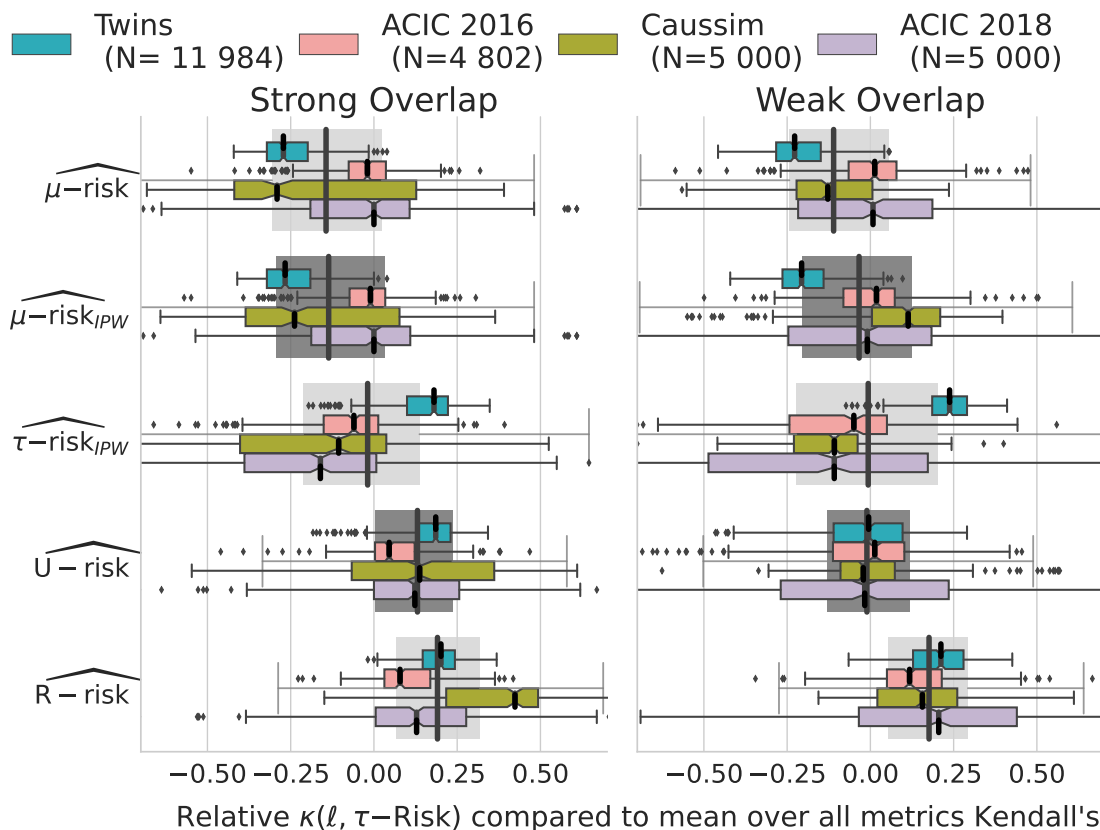 Twins ACIC 2016 Caussim ACIC 2018
(N= 11 984) (N=4 802) (N=5 000) (N=5 000)
Strong Overlap Weak Overlap
μ−risk
μ−risk_IPW
τ−risk_IPW
U−risk
R−risk
−0.50 −0.25 0.00 0.25 0.50 −0.50 −0.25 0.00 0.25 0.50
Relative κ(ℓ, τ−Risk) compared to mean over all metrics Kendall's